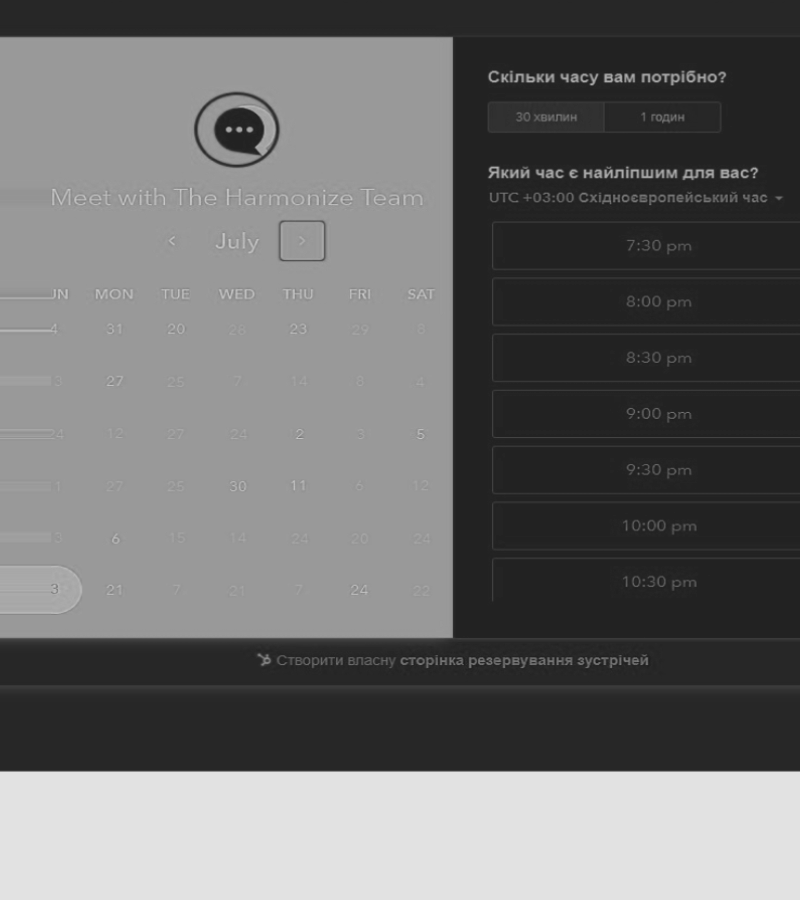 Meet with The Harmonize Team
July
UN MON TUE WED THU FRI SAT
4 31 20 26 23 29 8
3 27 25 7 14 8 4
24 12 27 24 2 3 5
1 27 25 30 11 6 12
3 6 15 14 24 20 24
3 21 7 21 7 24 22
Скільки часу вам потрібно?
30 хвилин 1 годин
Який час є найліпшим для вас?
UTC +03:00 Східноєвропейський час
7:30 pm
8:00 pm
8:30 pm
9:00 pm
9:30 pm
10:00 pm
10:30 pm
Створити власну сторінка резервування зустрічей